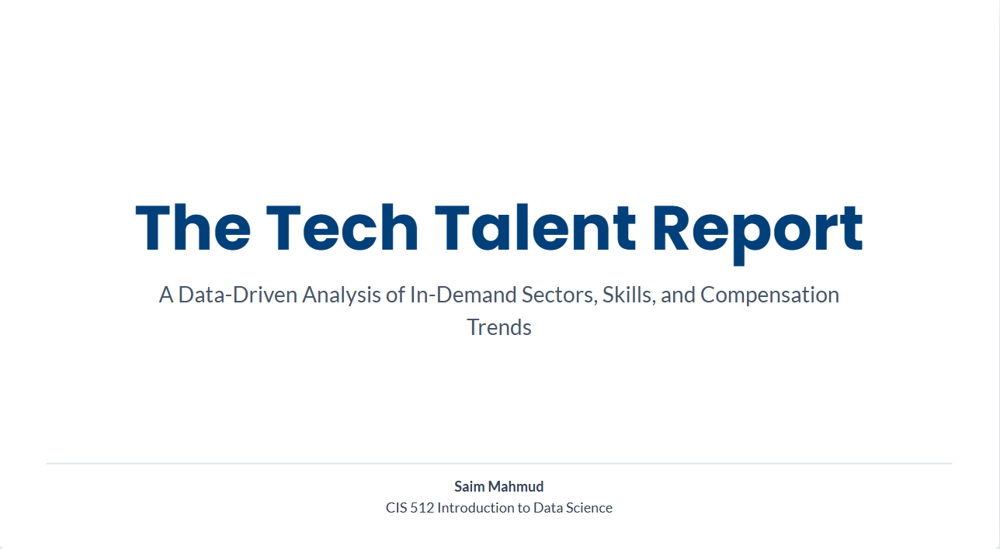 The Tech Talent Report
A Data-Driven Analysis of In-Demand Sectors, Skills, and Compensation
Trends
Saim Mahmud
CIS 512 Introduction to Data Science